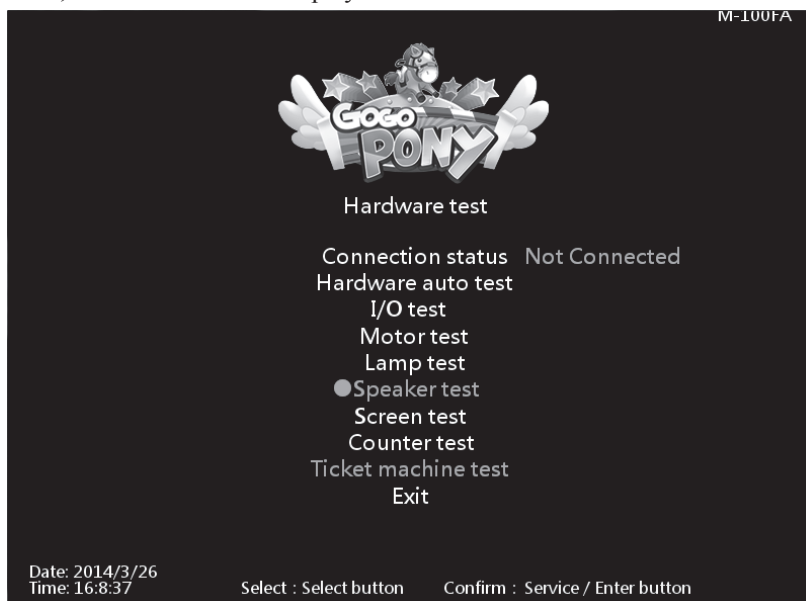 M-100FA
GOGO
PONY
Hardware test
Connection status Not Connected
Hardware auto test
I/O test
Motor test
Lamp test
Speaker test
Screen test
Counter test
Ticket machine test
Exit
Date: 2014/3/26
Time: 16:8:37 Select : Select button Confirm : Service / Enter button